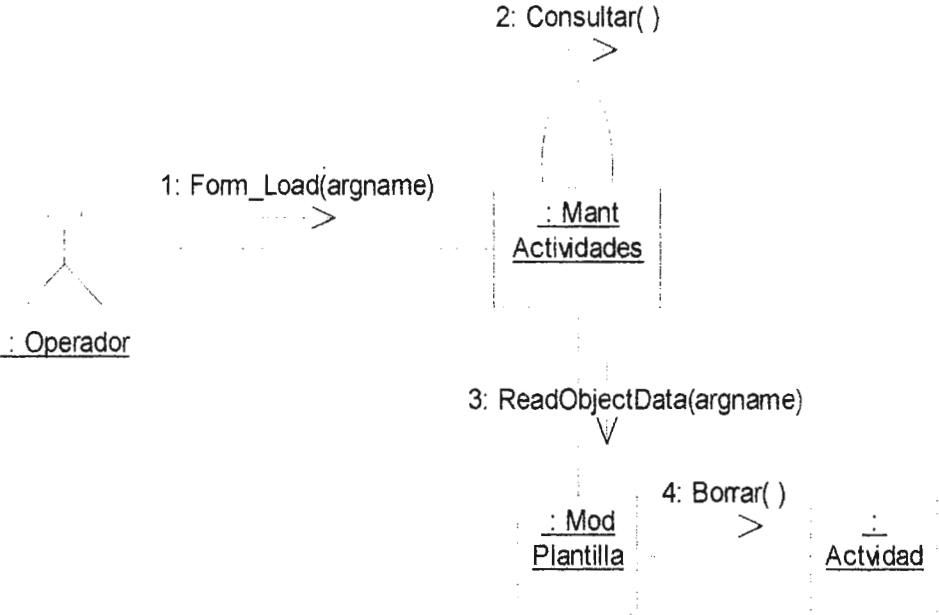 2: Consultar( )
1: Form_Load(argname)
: Mant
Actividades
: Operador
3: ReadObjectData(argname)
4: Borrar( )
: Mod
Plantilla
:
Actvidad